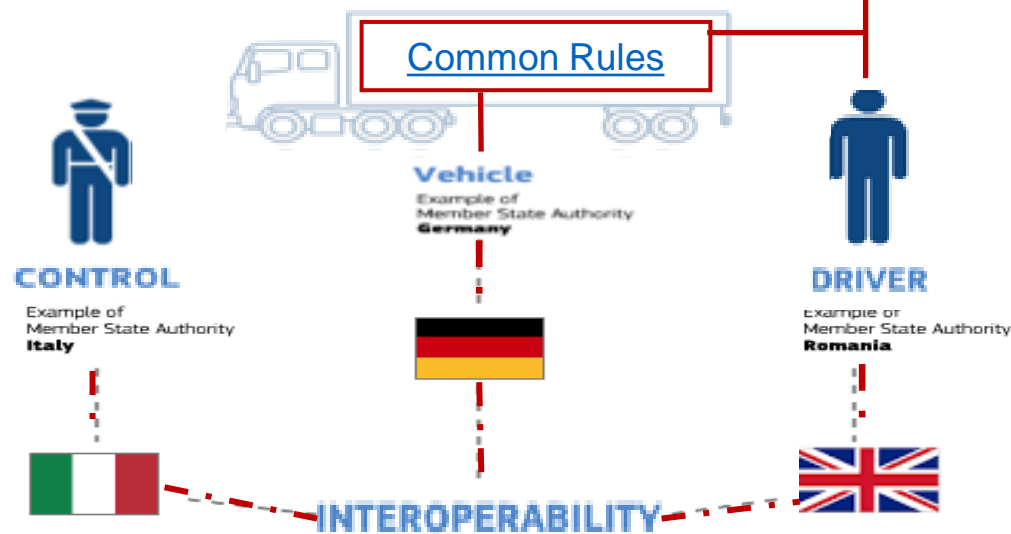 Common Rules
Vehicle
Example of
Member State Authority
Germany
CONTROL
Example of
Member State Authority
Italy
DRIVER
Example of
Member State Authority
Romania
INTEROPERABILITY